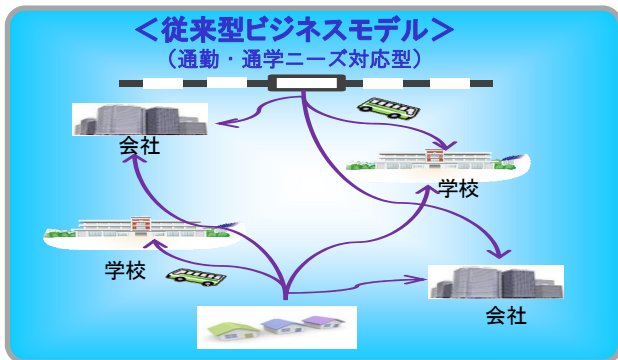 ＜従来型ビジネスモデル＞
（通勤・通学ニーズ対応型）
会社
学校
学校
会社